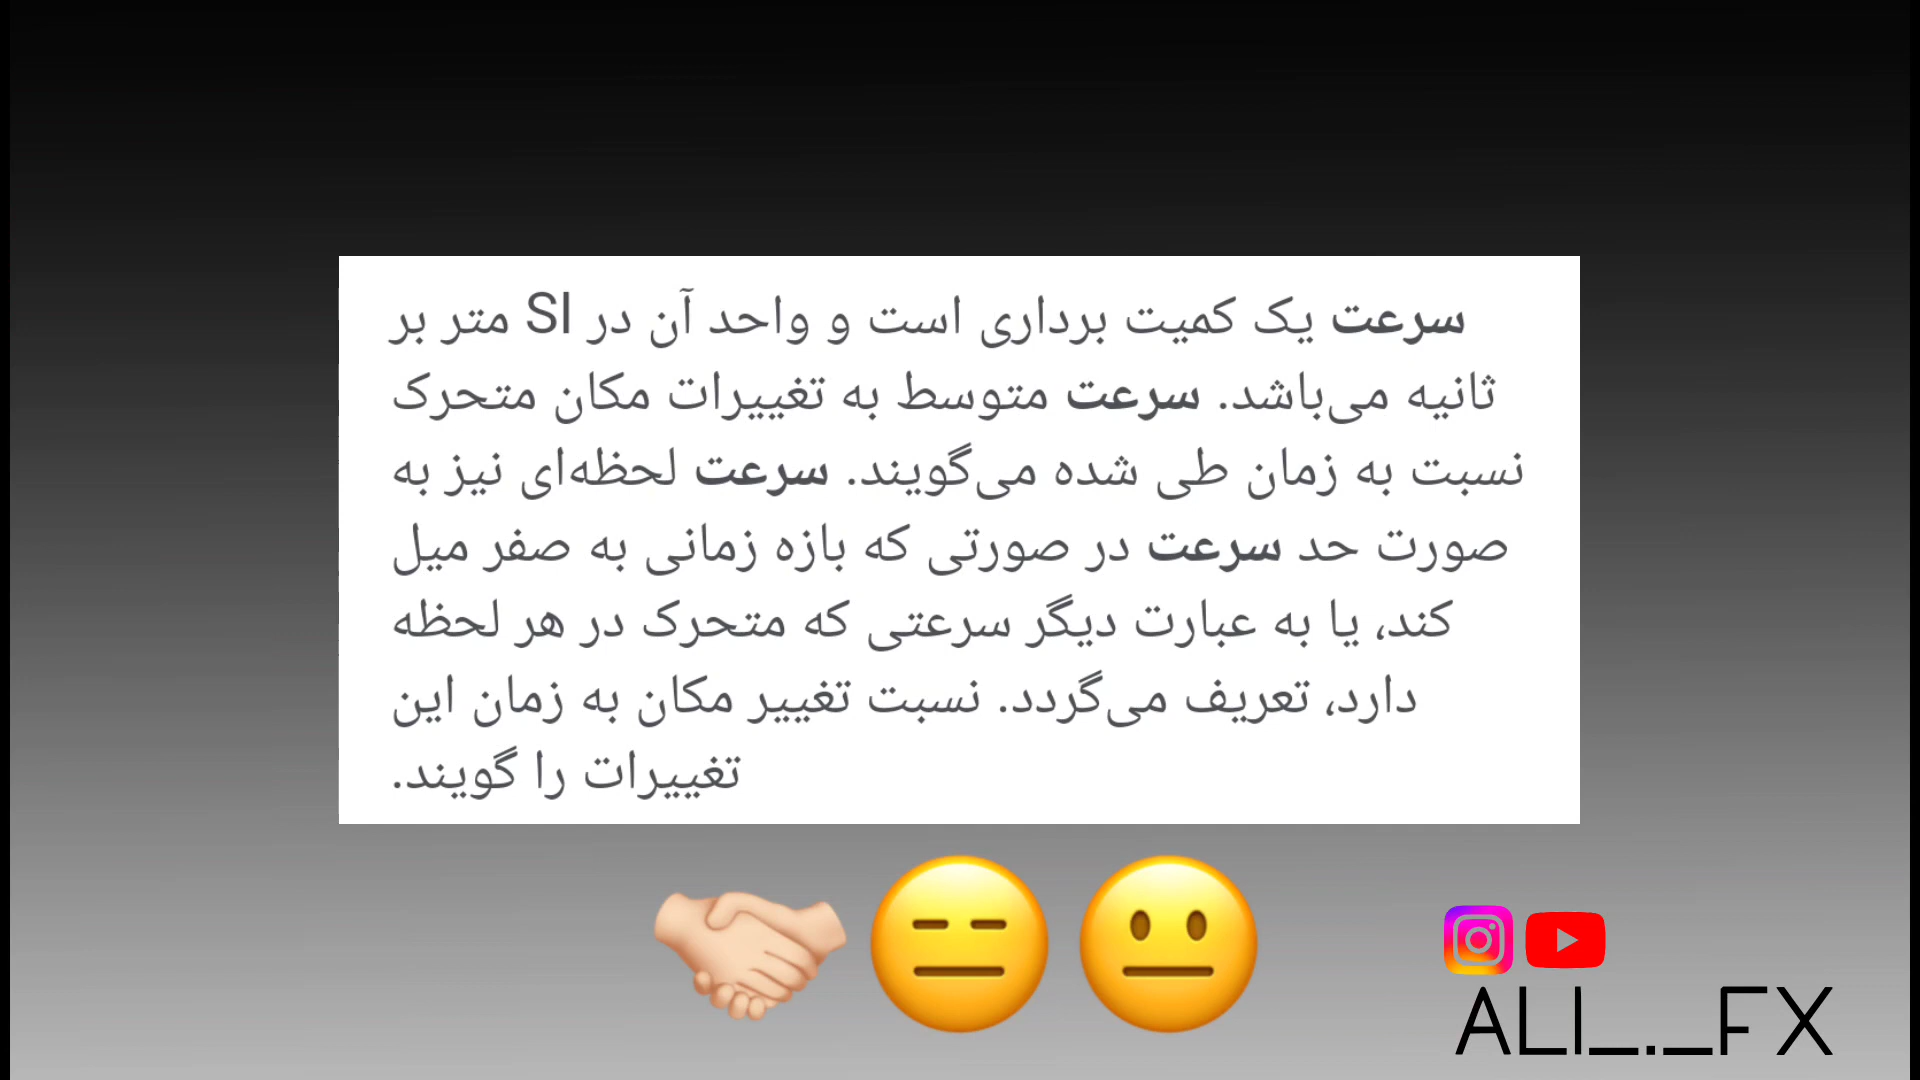 سرعت یک کمیت برداری است و واحد آن در SI متر بر
ثانیه می‌باشد. سرعت متوسط به تغییرات مکان متحرک
نسبت به زمان طی شده می‌گویند. سرعت لحظه‌ای نیز به
صورت حد سرعت در صورتی که بازه زمانی به صفر میل
کند، یا به عبارت دیگر سرعتی که متحرک در هر لحظه
دارد، تعریف می‌گردد. نسبت تغییر مکان به زمان این
تغییرات را گویند.
ALI_._FX